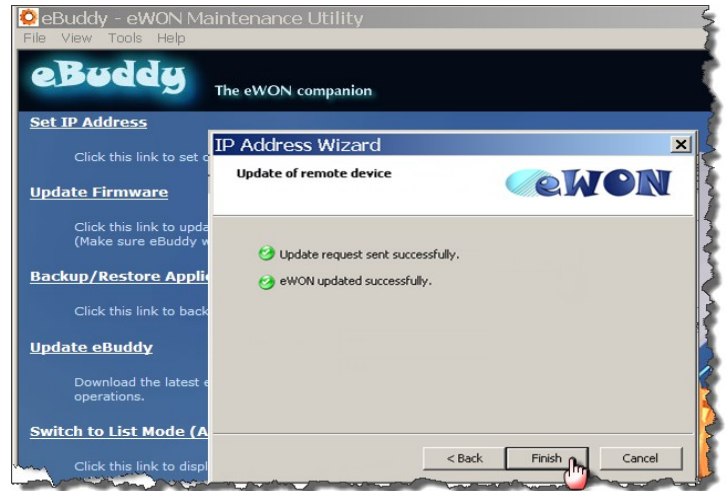 eBuddy - eWON Maintenance Utility
File View Tools Help
eBuddy
The eWON companion
Set IP Address
Click this link to set
Update Firmware
Click this link to upda
(Make sure eBuddy w
Backup/Restore Applic
Click this link to back
Update eBuddy
Download the latest e
operations.
Switch to List Mode (A
Click this link to displ
IP Address Wizard
Update of remote device
eWON
Update request sent successfully.
eWON updated successfully.
< Back Finish Cancel